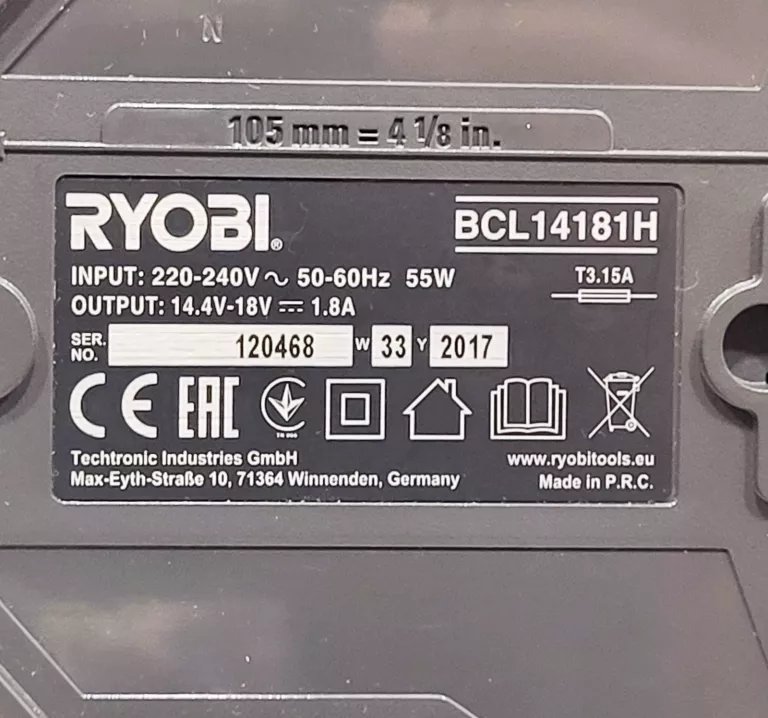 105 mm = 4 1/8 in.
RYOBI®
BCL14181H
INPUT: 220-240V ~ 50-60Hz 55W
T3.15A
OUTPUT: 14.4V-18V ⎓ 1.8A
SER. NO. 120468 W 33 Y 2017
CE EAC
Techtronic Industries GmbH
www.ryobitools.eu
Max-Eyth-Straße 10, 71364 Winnenden, Germany
Made in P.R.C.